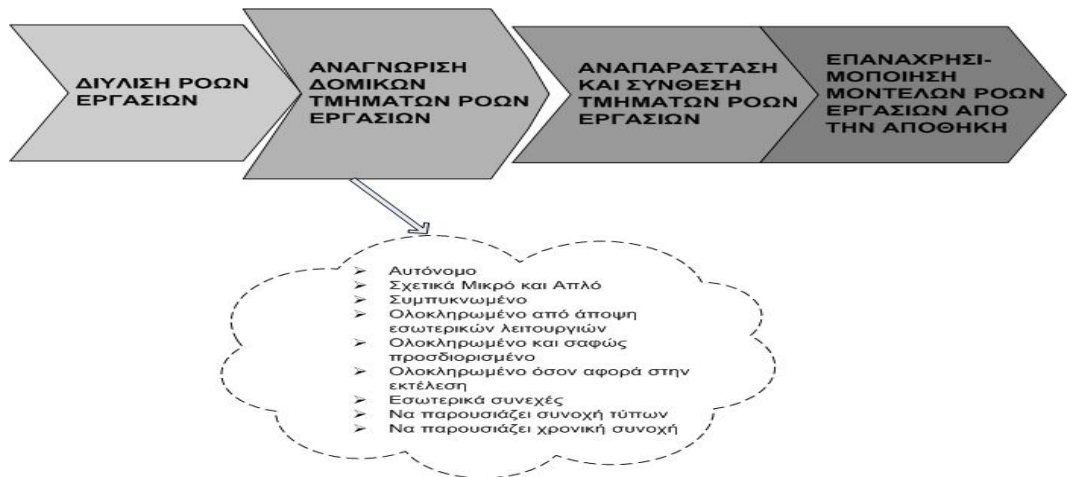 ΔΙΥΛΙΣΗ ΡΟΩΝ
ΕΡΓΑΣΙΩΝ
ΑΝΑΓΝΩΡΙΣΗ
ΔΟΜΙΚΩΝ
ΤΜΗΜΑΤΩΝ ΡΟΩΝ
ΕΡΓΑΣΙΩΝ
ΑΝΑΠΑΡΑΣΤΑΣΗ
ΚΑΙ ΣΥΝΘΕΣΗ
ΤΜΗΜΑΤΩΝ ΡΟΩΝ
ΕΡΓΑΣΙΩΝ
ΕΠΑΝΑΧΡΗΣΙ-
ΜΟΠΟΙΗΣΗ
ΜΟΝΤΕΛΩΝ ΡΟΩΝ
ΕΡΓΑΣΙΩΝ ΑΠΟ
ΤΗΝ ΑΠΟΘΗΚΗ
➤ Αυτόνομο
➤ Σχετικά Μικρό και Απλό
➤ Συμπυκνωμένο
➤ Ολοκληρωμένο από άποψη
εσωτερικών λειτουργιών
➤ Ολοκληρωμένο και σαφώς
προσδιορισμένο
➤ Ολοκληρωμένο όσον αφορά στην
εκτέλεση
➤ Εσωτερικά συνεχές
➤ Να παρουσιάζει συνοχή τύπων
➤ Να παρουσιάζει χρονική συνοχή